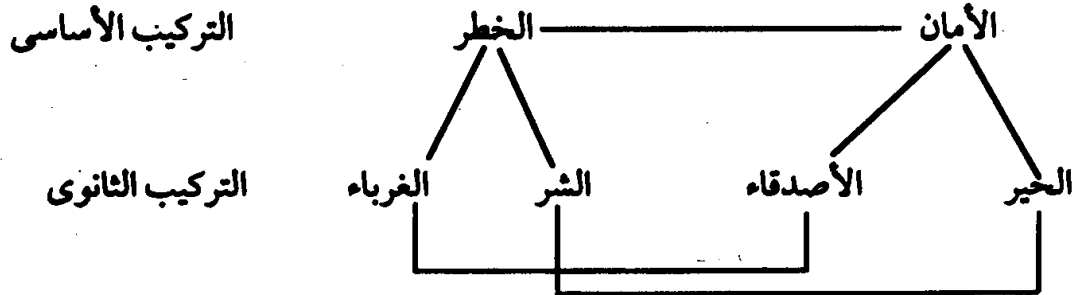 الأمان الخطر التركيب الأساسى
الخير الأصدقاء الشر الغرباء التركيب الثانوى